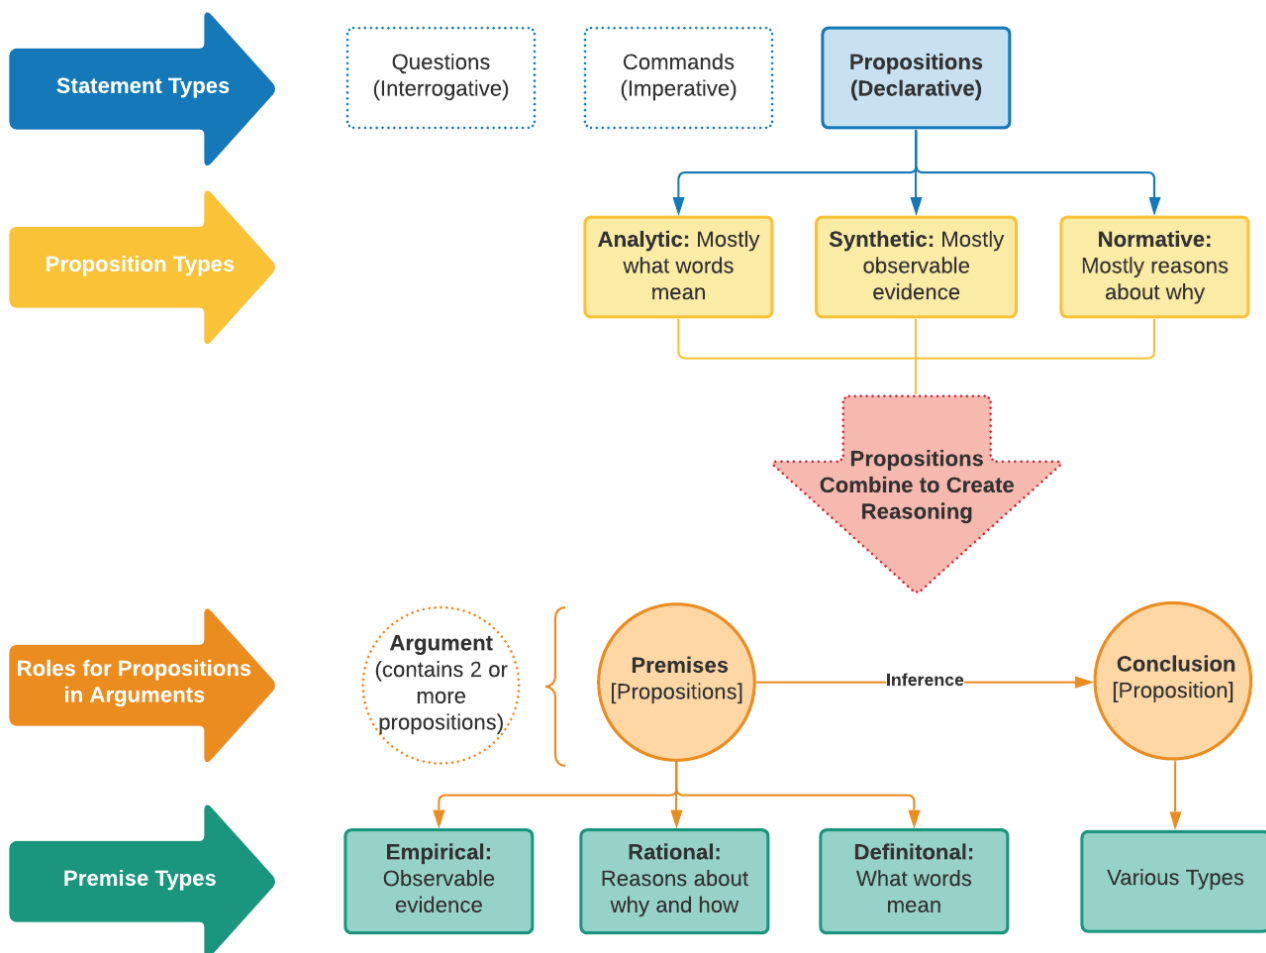 Statement Types
Questions
(Interrogative)
Commands
(Imperative)
Propositions
(Declarative)
Proposition Types
Analytic: Mostly
what words
mean
Synthetic: Mostly
observable
evidence
Normative:
Mostly reasons
about why
Propositions
Combine to Create
Reasoning
Roles for Propositions
in Arguments
Argument
(contains 2 or
more
propositions)
Premises
[Propositions]
Inference
Conclusion
[Proposition]
Premise Types
Empirical:
Observable
evidence
Rational:
Reasons about
why and how
Definitonal:
What words
mean
Various Types